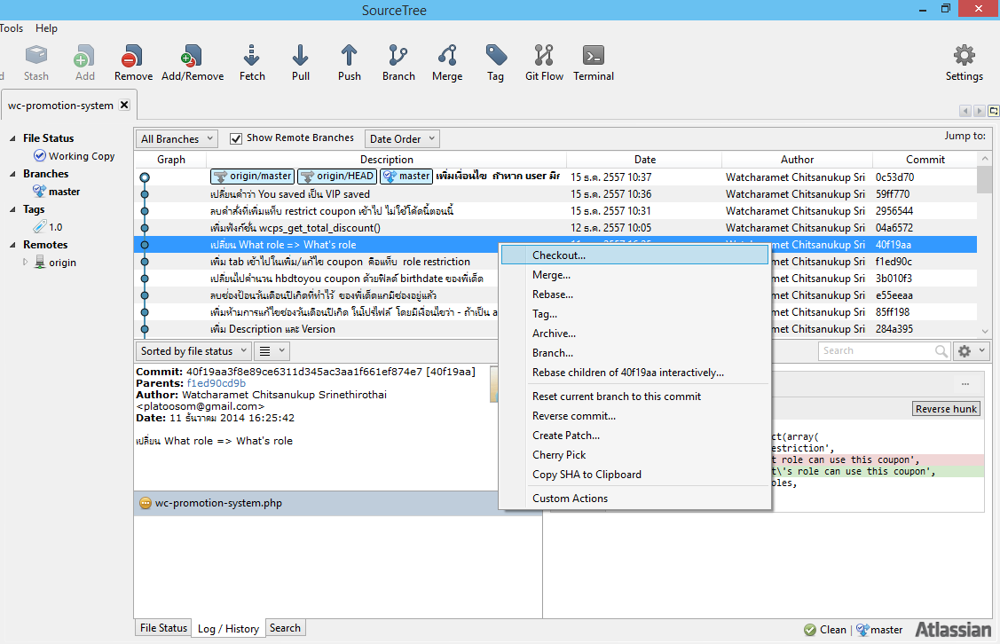 SourceTree
Tools Help
Stash Add Remove Add/Remove Fetch Pull Push Branch Merge Tag Git Flow Terminal Settings
wc-promotion-system
File Status
Working Copy
Branches
master
Tags
1.0
Remotes
origin
All Branches Show Remote Branches Date Order Jump to:
Graph Description Date Author Commit
origin/master origin/HEAD master เพิ่มเงื่อนไข ถ้าหาก user มีก 15 ธ.ค. 2557 10:37 Watcharamet Chitsanukup Sri 0c53d70
เปลี่ยนคำว่า You saved เป็น VIP saved 15 ธ.ค. 2557 10:36 Watcharamet Chitsanukup Sri 59ff770
ลบคำสั่งที่เพิ่มแท็บ restrict coupon เข้าไป ไม่ใช้โค้ดนี้ตอนนี้ 15 ธ.ค. 2557 10:31 Watcharamet Chitsanukup Sri 2956544
เพิ่มฟังก์ชั่น wcps_get_total_discount() 12 ธ.ค. 2557 10:05 Watcharamet Chitsanukup Sri 04a6572
เปลี่ยน What role => What's role 11 ธ.ค. 2557 16:25 Watcharamet Chitsanukup Sri 40f19aa
เพิ่ม tab เข้าไปในเพิ่ม/แก้ไข coupon คือแท็บ role restriction met Chitsanukup Sri f1ed90c
เปลี่ยนไปคำนวน hbdtoyou coupon ด้วยฟิลด์ birthdate ของพี่เด็ด met Chitsanukup Sri 3b010f3
ลบช่องป้อนวันเดือนปีเกิดที่ทำไว้ ของพี่เด็ดแกมีช่องอยู่แล้ว met Chitsanukup Sri e55eeaa
เพิ่มห้ามการแก้ไขช่องวันเดือนปีเกิด ในโปรไฟล์ โดยมีเงื่อนไขว่า - ถ้าเป็น a met Chitsanukup Sri 85ff198
เพิ่ม Description และ Version met Chitsanukup Sri 284a395
Checkout...
Merge...
Rebase...
Tag...
Archive...
Branch...
Rebase children of 40f19aa interactively...
Reset current branch to this commit
Reverse commit...
Create Patch...
Cherry Pick
Copy SHA to Clipboard
Custom Actions
Sorted by file status Search
Commit: 40f19aa3f8e89ce6311d345ac3aa1f661ef874e7 [40f19aa]
Parents: f1ed90cd9b
Author: Watcharamet Chitsanukup Srinethirothai
<platoosom@gmail.com>
Date: 11 ธันวาคม 2014 16:25:42
เปลี่ยน What role => What's role
wc-promotion-system.php
...
Reverse hunk
ct(array(
estriction',
t role can use this coupon',
t\'s role can use this coupon',
oles,
File Status Log / History Search
Clean master Atlassian